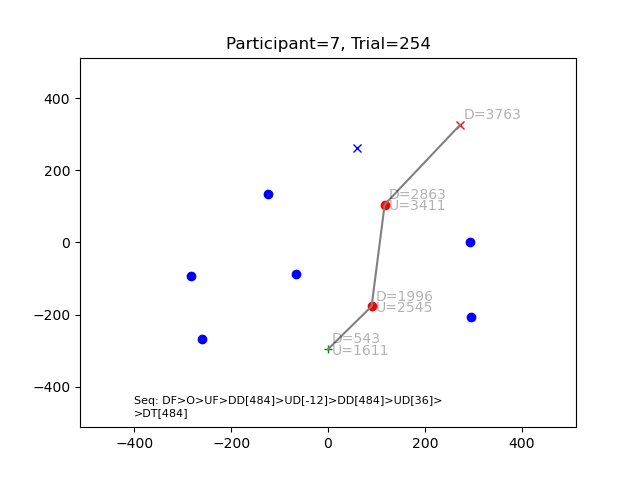 Participant=7, Trial=254
400
200
0
−200
−400
D=3763
D=2863
U=3411
D=1996
U=2545
D=543
U=1611
Seq: DF>O>UF>DD[484]>UD[-12]>DD[484]>UD[36]>
>DT[484]
−400 −200 0 200 400